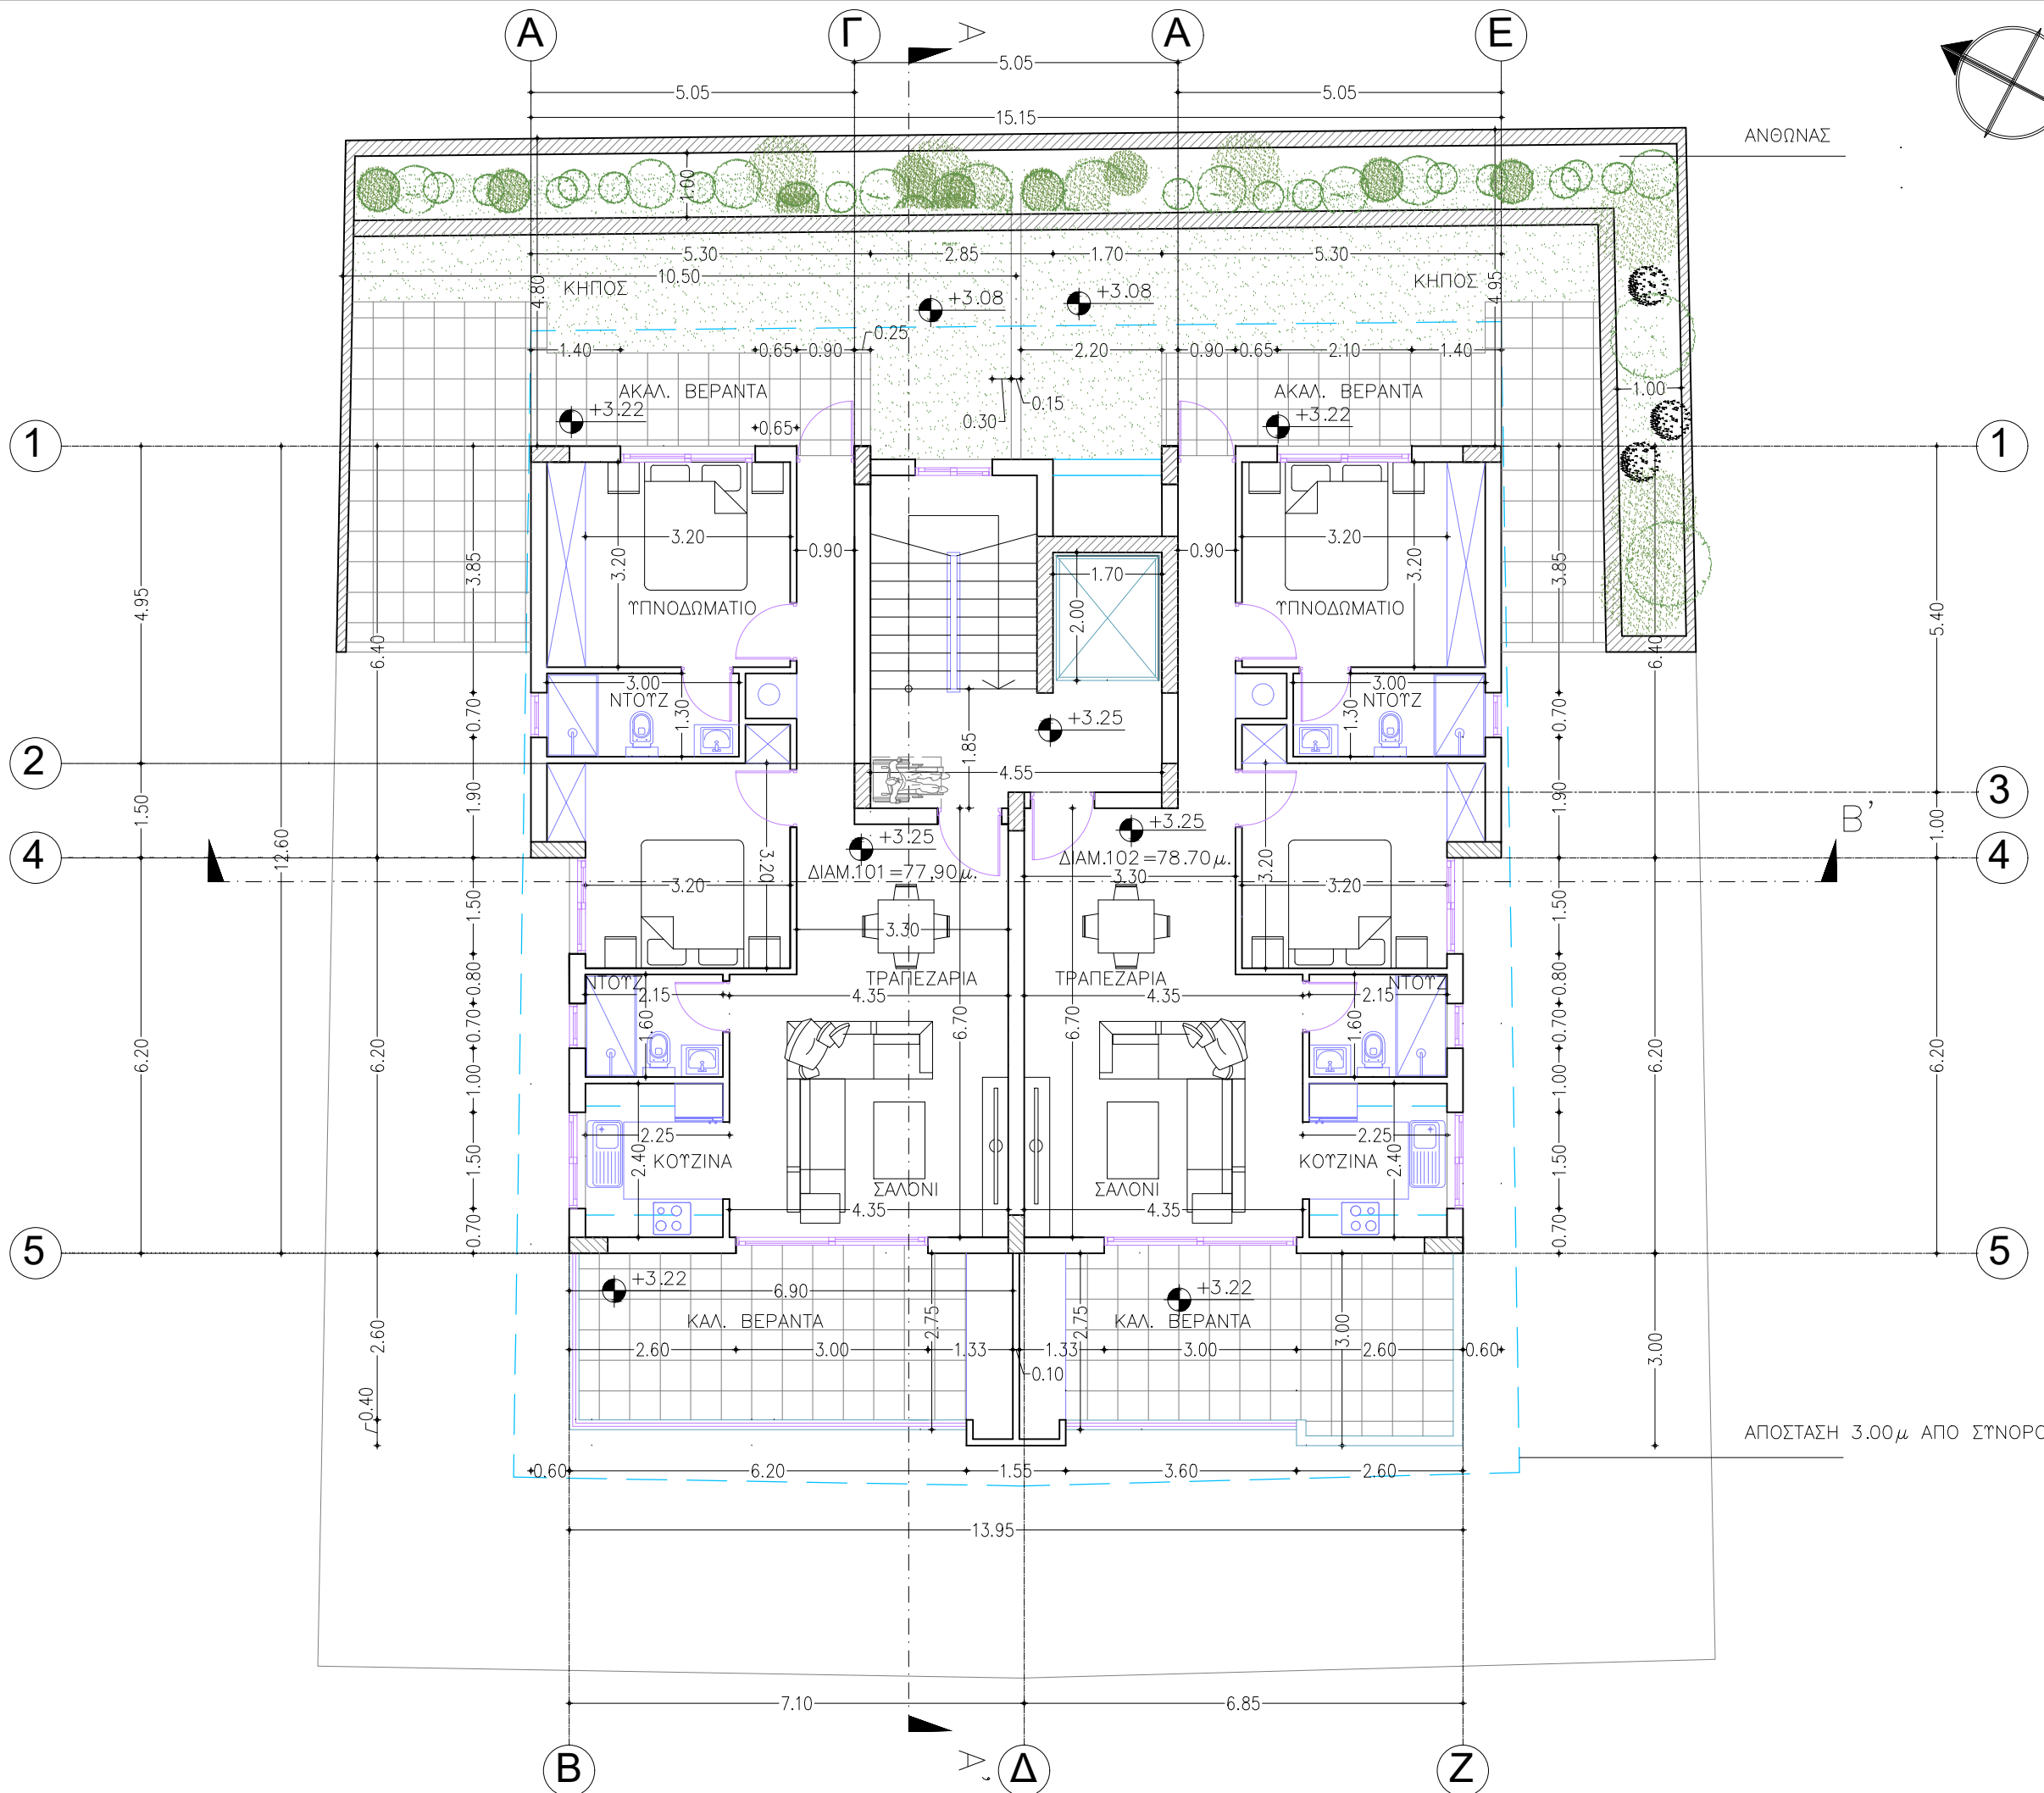 Α Γ Α Ε
Α
5.05
5.05 5.05
15.15
ΑΝΘΩΝΑΣ
1.00
5.30 2.85 1.70 5.30
10.50
ΚΗΠΟΣ ΚΗΠΟΣ
4.80 4.95
+3.08 +3.08
0.25
1.40 0.65 0.90 2.20 0.90 0.65 2.10 1.40
ΑΚΑΛ. ΒΕΡΑΝΤΑ ΑΚΑΛ. ΒΕΡΑΝΤΑ
1.00
0.30 0.15
+3.22 +3.22
0.65
1 1
3.20 0.90 0.90 3.20
3.85 3.20 1.70 3.20 3.85
4.95 2.00 5.40
ΥΠΝΟΔΩΜΑΤΙΟ ΥΠΝΟΔΩΜΑΤΙΟ
6.40 6.40
3.00 3.00
ΝΤΟΥΖ ΝΤΟΥΖ
0.70 1.30 1.30 0.70
+3.25
1.85
2
4.55
3
1.50 1.90 1.90 1.00
12.60
Β'
+3.25 +3.25
4 4
ΔΙΑΜ.101=77,90μ. ΔΙΑΜ.102=78.70μ.
3.20 3.20
3.20 3.30 3.20
1.50 3.30 1.50
ΤΡΑΠΕΖΑΡΙΑ ΤΡΑΠΕΖΑΡΙΑ
ΝΤΟΥΖ ΝΤΟΥΖ
0.80 2.15 4.35 4.35 2.15 0.80
6.70 6.70
0.70 1.60 1.60 0.70
6.20 6.20 6.20 6.20
1.00 1.00
2.25 2.25
1.50 2.40 2.40 1.50
ΚΟΥΖΙΝΑ ΚΟΥΖΙΝΑ
ΣΑΛΟΝΙ ΣΑΛΟΝΙ
4.35 4.35
0.70 0.70
5 5
+3.22 +3.22
6.90
ΚΑΛ. ΒΕΡΑΝΤΑ ΚΑΛ. ΒΕΡΑΝΤΑ
2.60 2.75 2.75 3.00 3.00
2.60 3.00 1.33 1.33 3.00 2.60 0.60
0.10
0.40
ΑΠΟΣΤΑΣΗ 3.00μ ΑΠΟ ΣΥΝΟΡΟ
0.60 6.20 1.55 3.60 2.60
13.95
7.10 6.85
Β Α' Δ Ζ